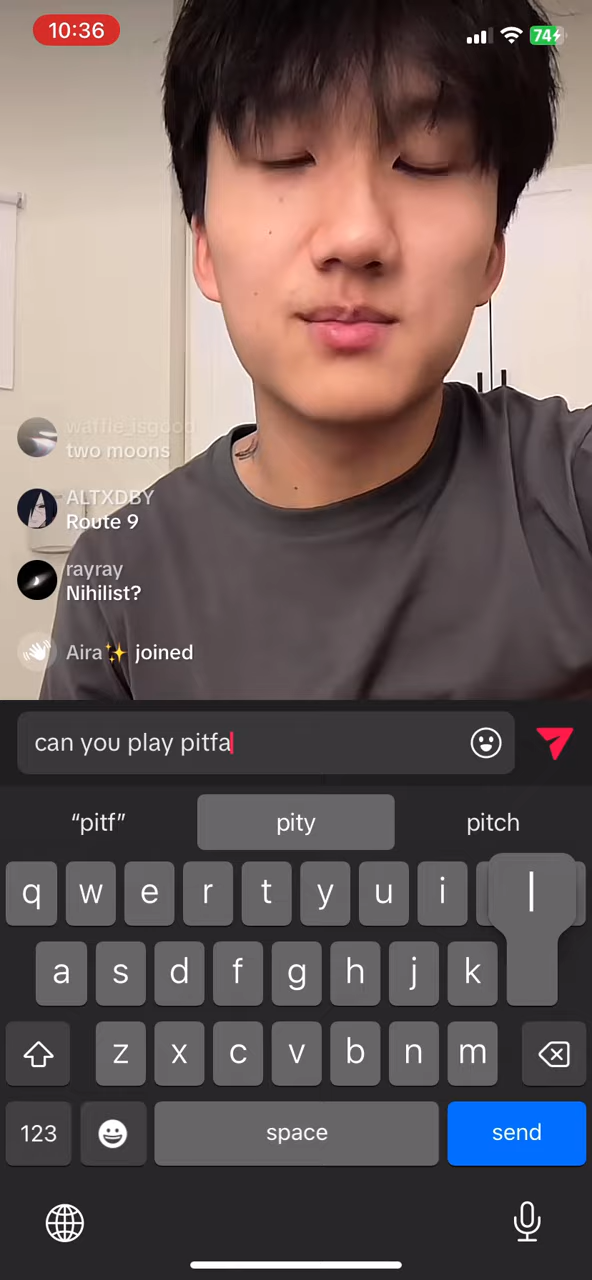 10:36
74
waffle_isgood
two moons
ALTXDBY
Route 9
rayray
Nihilist?
Aira✨ joined
can you play pitfa
“pitf”
pity
pitch
q w e r t y u i l
a s d f g h j k
z x c v b n m
123
space
send